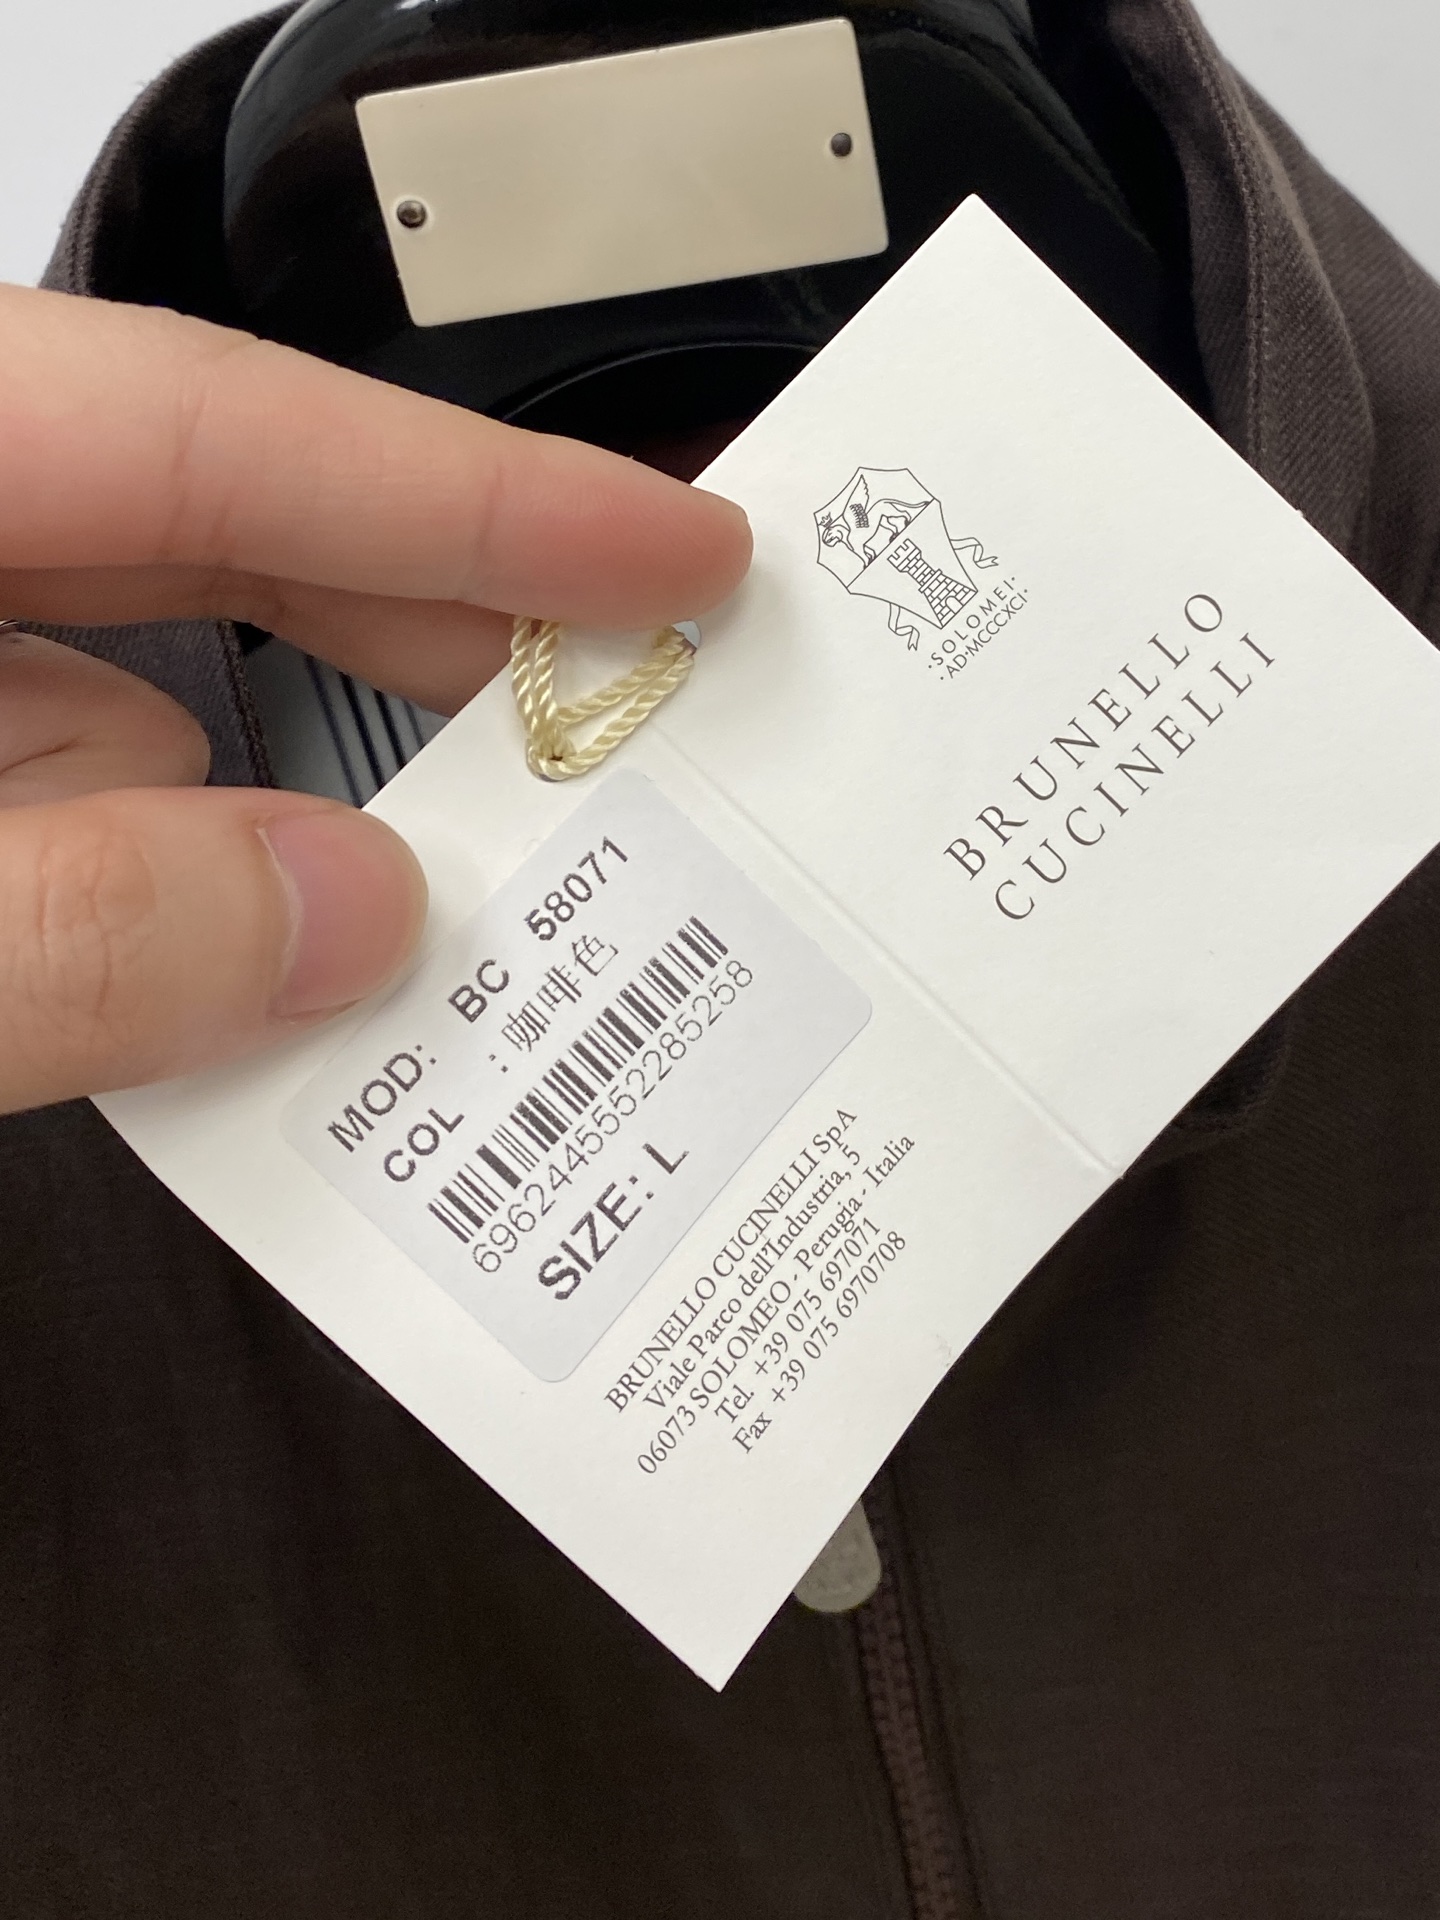 ·SOLOMEI·
·AD·MCCCXCI·
BRUNELLO
CUCINELLI
MOD: BC 58071
COL :咖啡色
6962445552285258
SIZE: L
BRUNELLO CUCINELLI SpA
Viale Parco dell'Industria, 5
06073 SOLOMEO - Perugia - Italia
Tel. +39 075 697071
Fax +39 075 6970708